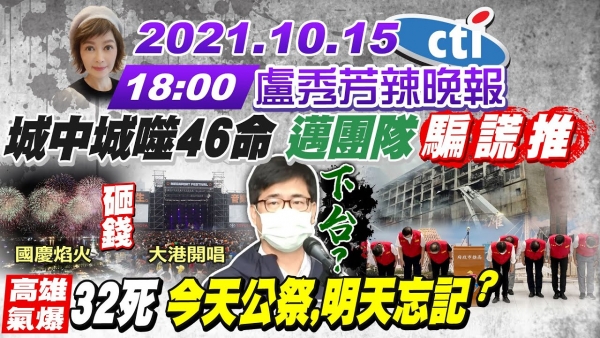 2021.10.15
cti
18:00 盧秀芳辣晚報
城中城噬46命 邁團隊騙謊推
砸錢
下台?
國慶焰火
大港開唱
高雄氣爆 32死 今天公祭,明天忘記?